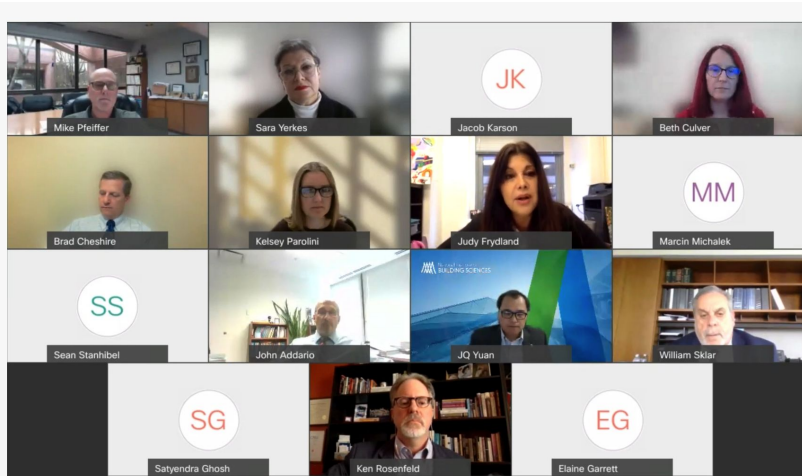 Mike Pfeiffer
Sara Yerkes
JK
Jacob Karson
Beth Culver
Brad Cheshire
Kelsey Parolini
Judy Frydland
MM
Marcin Michalek
SS
Sean Stanhibel
John Addario
BUILDING SCIENCES
JQ Yuan
William Sklar
SG
Satyendra Ghosh
Ken Rosenfeld
EG
Elaine Garrett